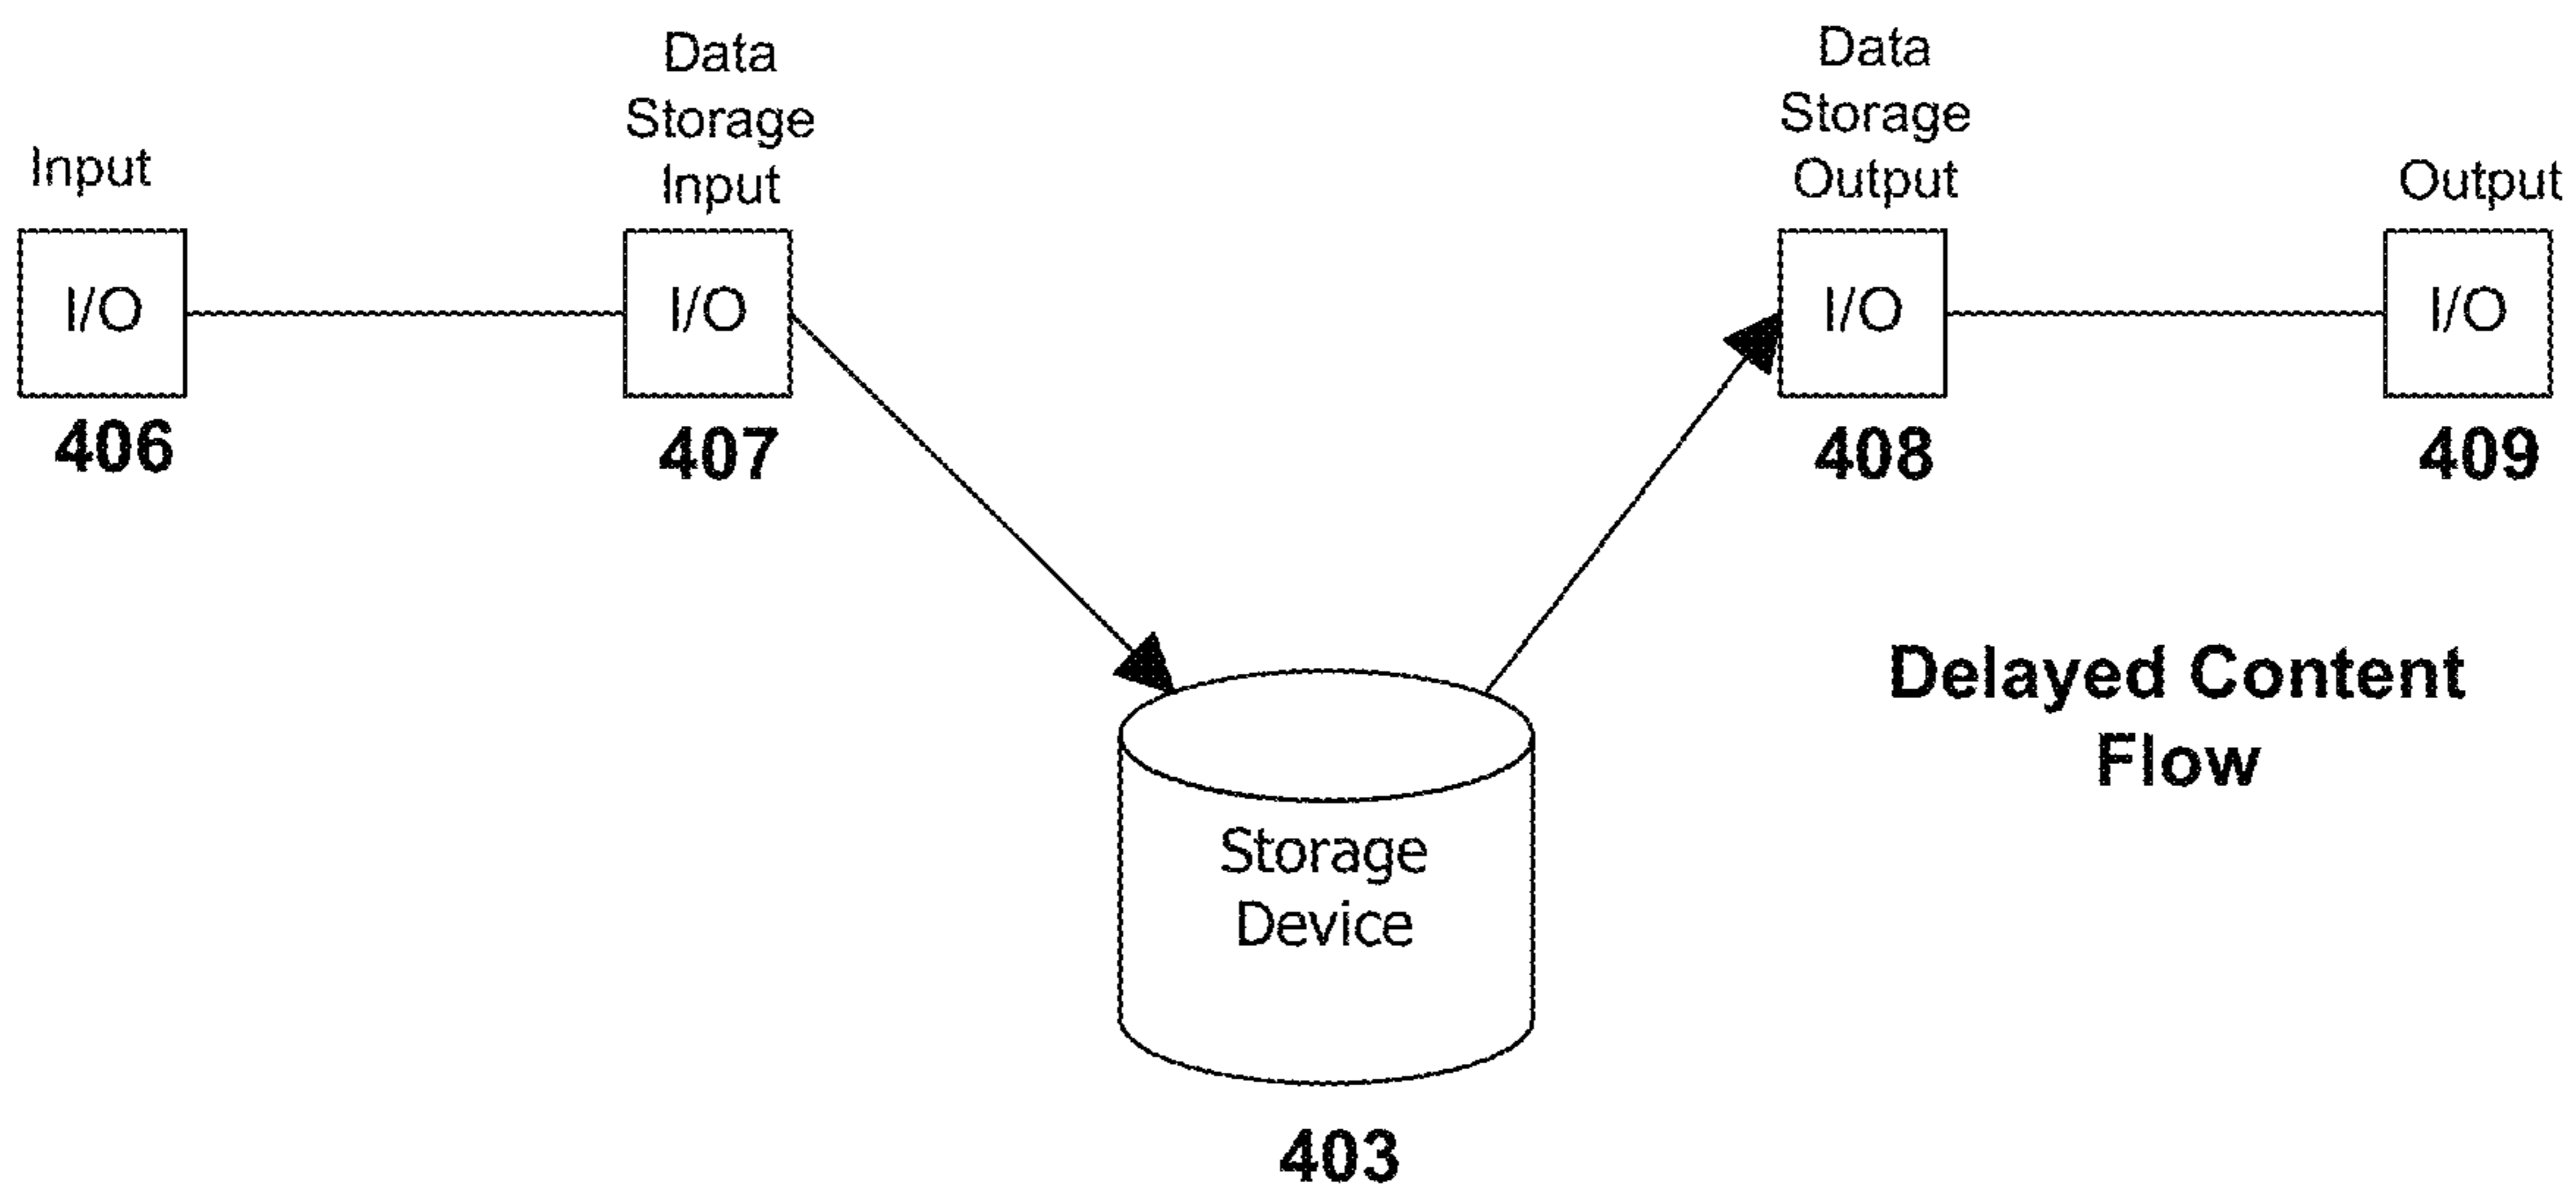 Input
I/O
406
Data
Storage
Input
I/O
407
Data
Storage
Output
I/O
408
Output
I/O
409
Delayed Content
Flow
Storage
Device
403